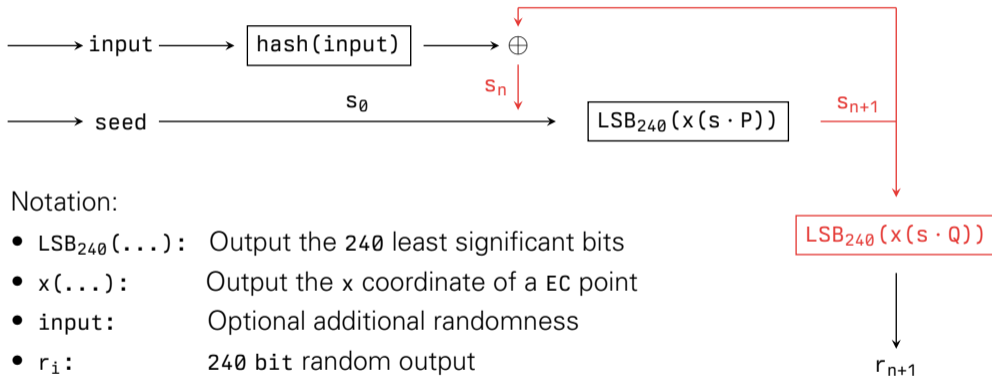 input hash(input) ⊕
sₙ
s₀
seed LSB₂₄₀(x(s · P)) sₙ₊₁
Notation:
LSB₂₄₀(x(s · Q))
• LSB₂₄₀(...): Output the 240 least significant bits
• x(...): Output the x coordinate of a EC point
• input: Optional additional randomness
• rᵢ: 240 bit random output
rₙ₊₁